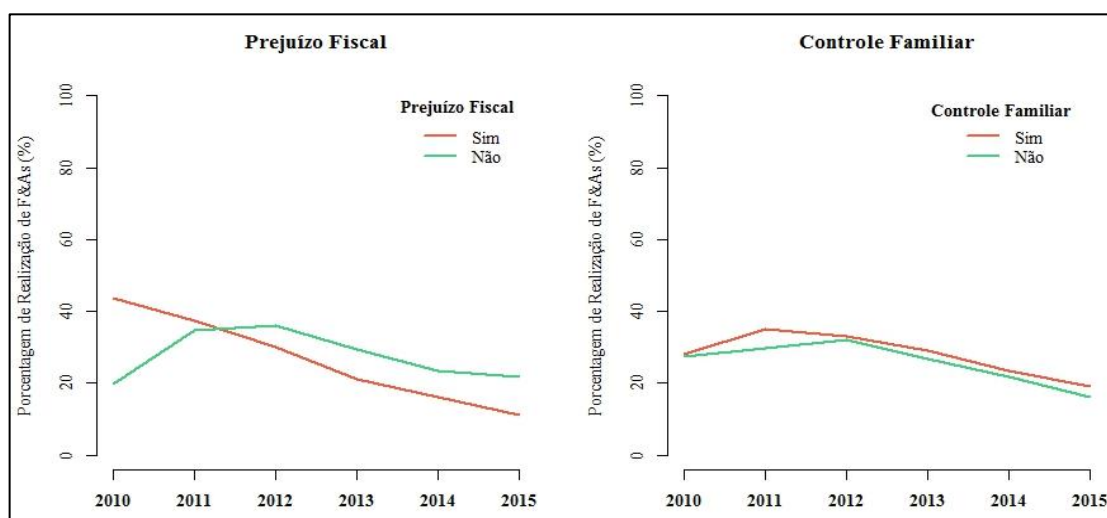 Prejuízo Fiscal
Porcentagem de Realização de F&As (%)
100
80
60
40
20
0
Prejuízo Fiscal
Sim
Não
2010 2011 2012 2013 2014 2015
Controle Familiar
Porcentagem de Realização de F&As (%)
100
80
60
40
20
0
Controle Familiar
Sim
Não
2010 2011 2012 2013 2014 2015